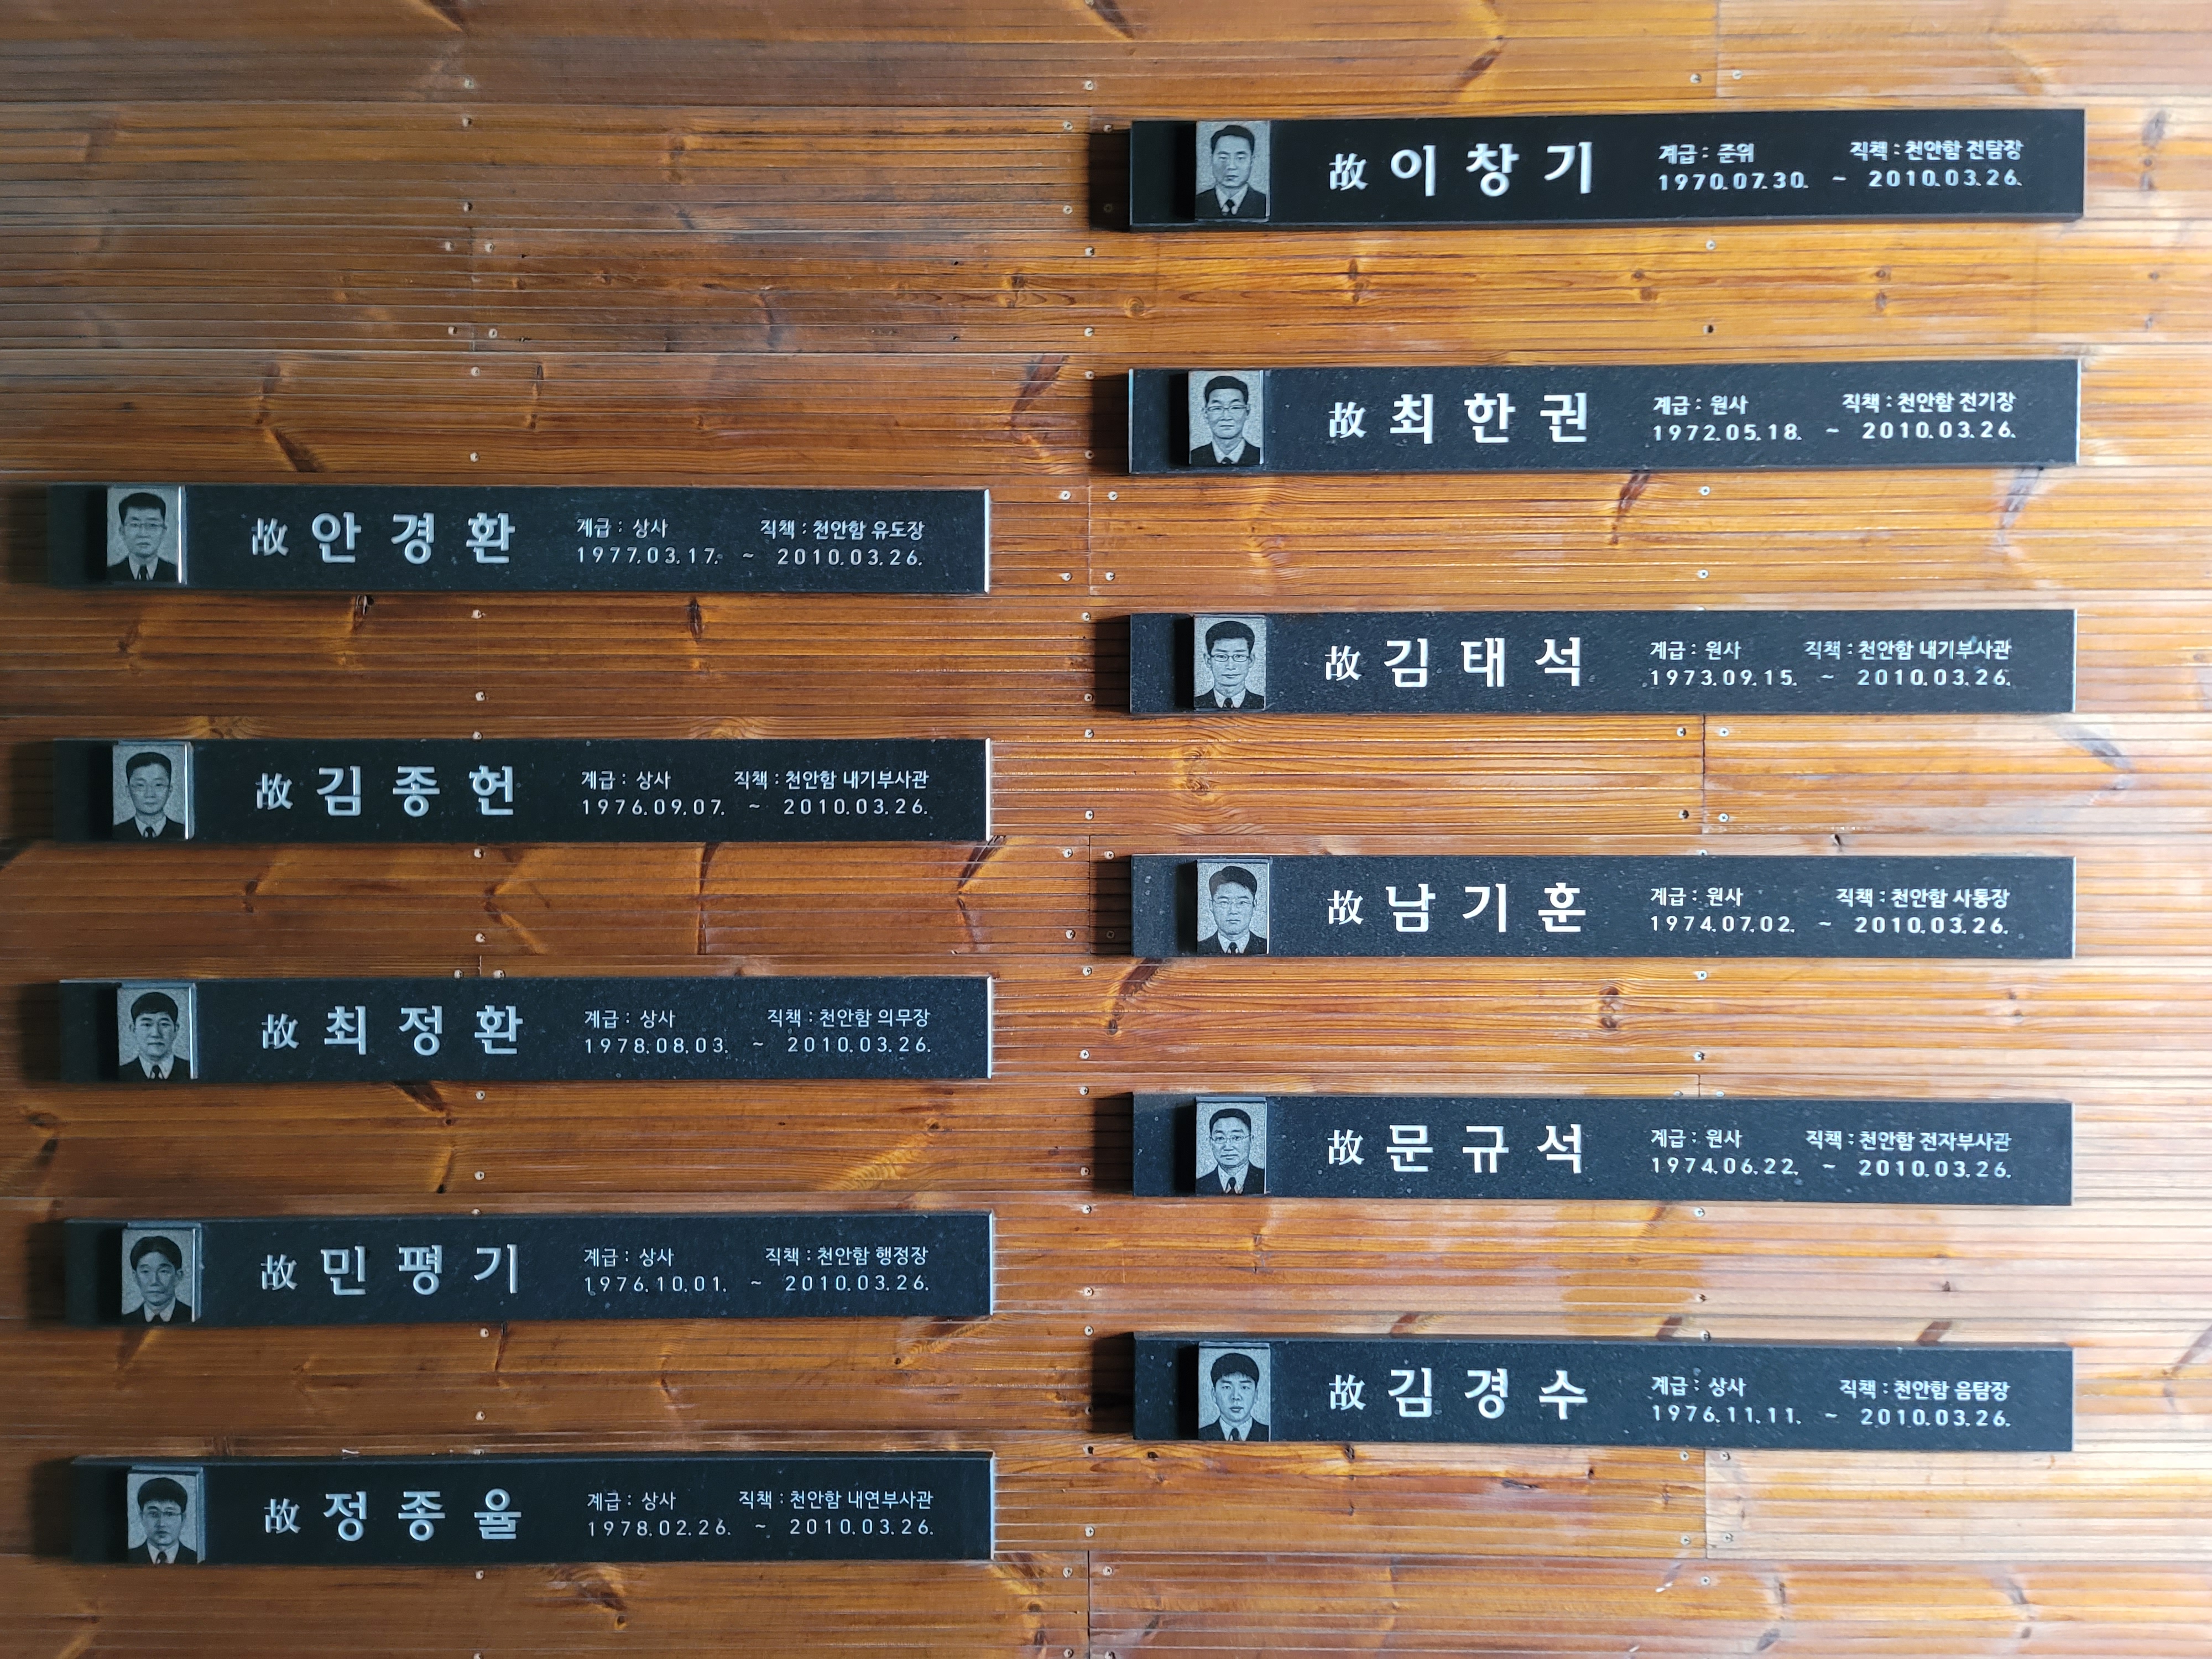 故 이창기 계급 : 준위 직책 : 천안함 전탐장
1970.07.30. ~ 2010.03.26.
故 최한권 계급 : 원사 직책 : 천안함 전기장
1972.05.18. ~ 2010.03.26.
故 김태석 계급 : 원사 직책 : 천안함 내기부사관
1973.09.15. ~ 2010.03.26.
故 남기훈 계급 : 원사 직책 : 천안함 사통장
1974.07.02. ~ 2010.03.26.
故 문규석 계급 : 원사 직책 : 천안함 전자부사관
1974.06.22. ~ 2010.03.26.
故 김경수 계급 : 상사 직책 : 천안함 음탐장
1976.11.11. ~ 2010.03.26.
故 안경환 계급 : 상사 직책 : 천안함 유도장
1977.03.17. ~ 2010.03.26.
故 김종헌 계급 : 상사 직책 : 천안함 내기부사관
1976.09.07. ~ 2010.03.26.
故 최정환 계급 : 상사 직책 : 천안함 의무장
1978.08.03. ~ 2010.03.26.
故 민평기 계급 : 상사 직책 : 천안함 행정장
1976.10.01. ~ 2010.03.26.
故 정종율 계급 : 상사 직책 : 천안함 내연부사관
1978.02.26. ~ 2010.03.26.